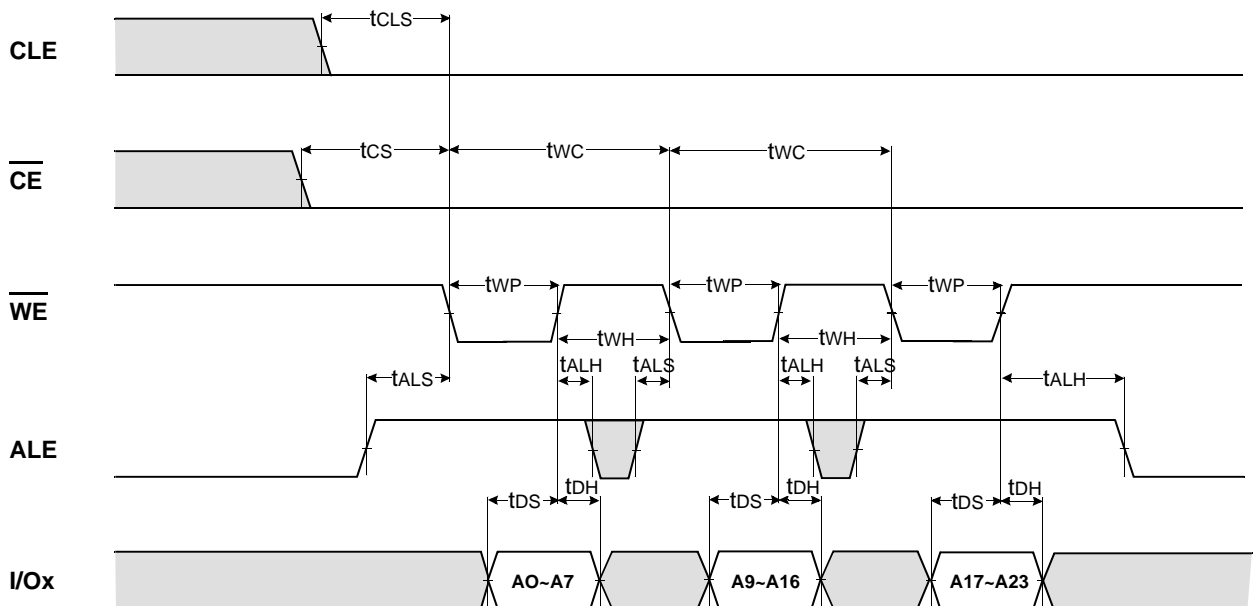 tCLS
CLE
tCS tWC tWC
CE
tWP tWP tWP
WE
tWH tWH
tALS tALH tALS tALH tALS tALH
ALE
tDS tDH tDS tDH tDS tDH
I/Ox AO~A7 A9~A16 A17~A23